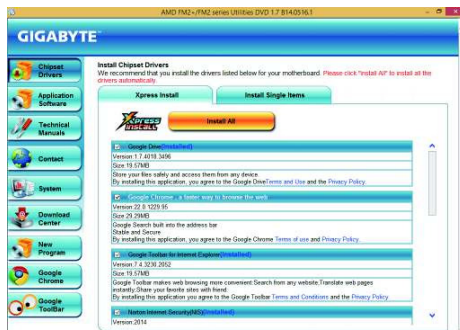 AMD FM2+/FM2 series Utilities DVD 1.7 B14.0516.1
GIGABYTE
Chipset
Drivers
Application
Software
Technical
Manuals
Contact
System
Download
Center
New
Program
Google
Chrome
Google
ToolBar
Install Chipset Drivers
We recommend that you install the drivers listed below for your motherboard. Please click "Install All" to install all the
drivers automatically.
Xpress Install
Install Single Items
Xpress
INSTALL
Install All
Google Drive(Installed)
Version:1.7.4018.3496
Size:19.57MB
Store your files safely and access them from any device.
By installing this application, you agree to the Google DriveTerms and Use and the Privacy Policy.
Google Chrome , a faster way to browse the web
Version:22.0.1229.95
Size:29.29MB
Google Search built into the address bar
Stable and Secure
By installing this application, you agree to the Google Chrome Terms of use and Privacy Policy.
Google Toolbar for Internet Explorer(Installed)
Version:7.4.3230.2052
Size:19.57MB
Google Toolbar makes web browsing more convenient.Search from any website.Translate web pages
instantly.Share your favorite sites with friend.
By installing this application, you agree to the Google Toolbar Terms and Conditions and the Privacy Policy.
Norton Internet Security(NIS)(Installed)
Version:2014